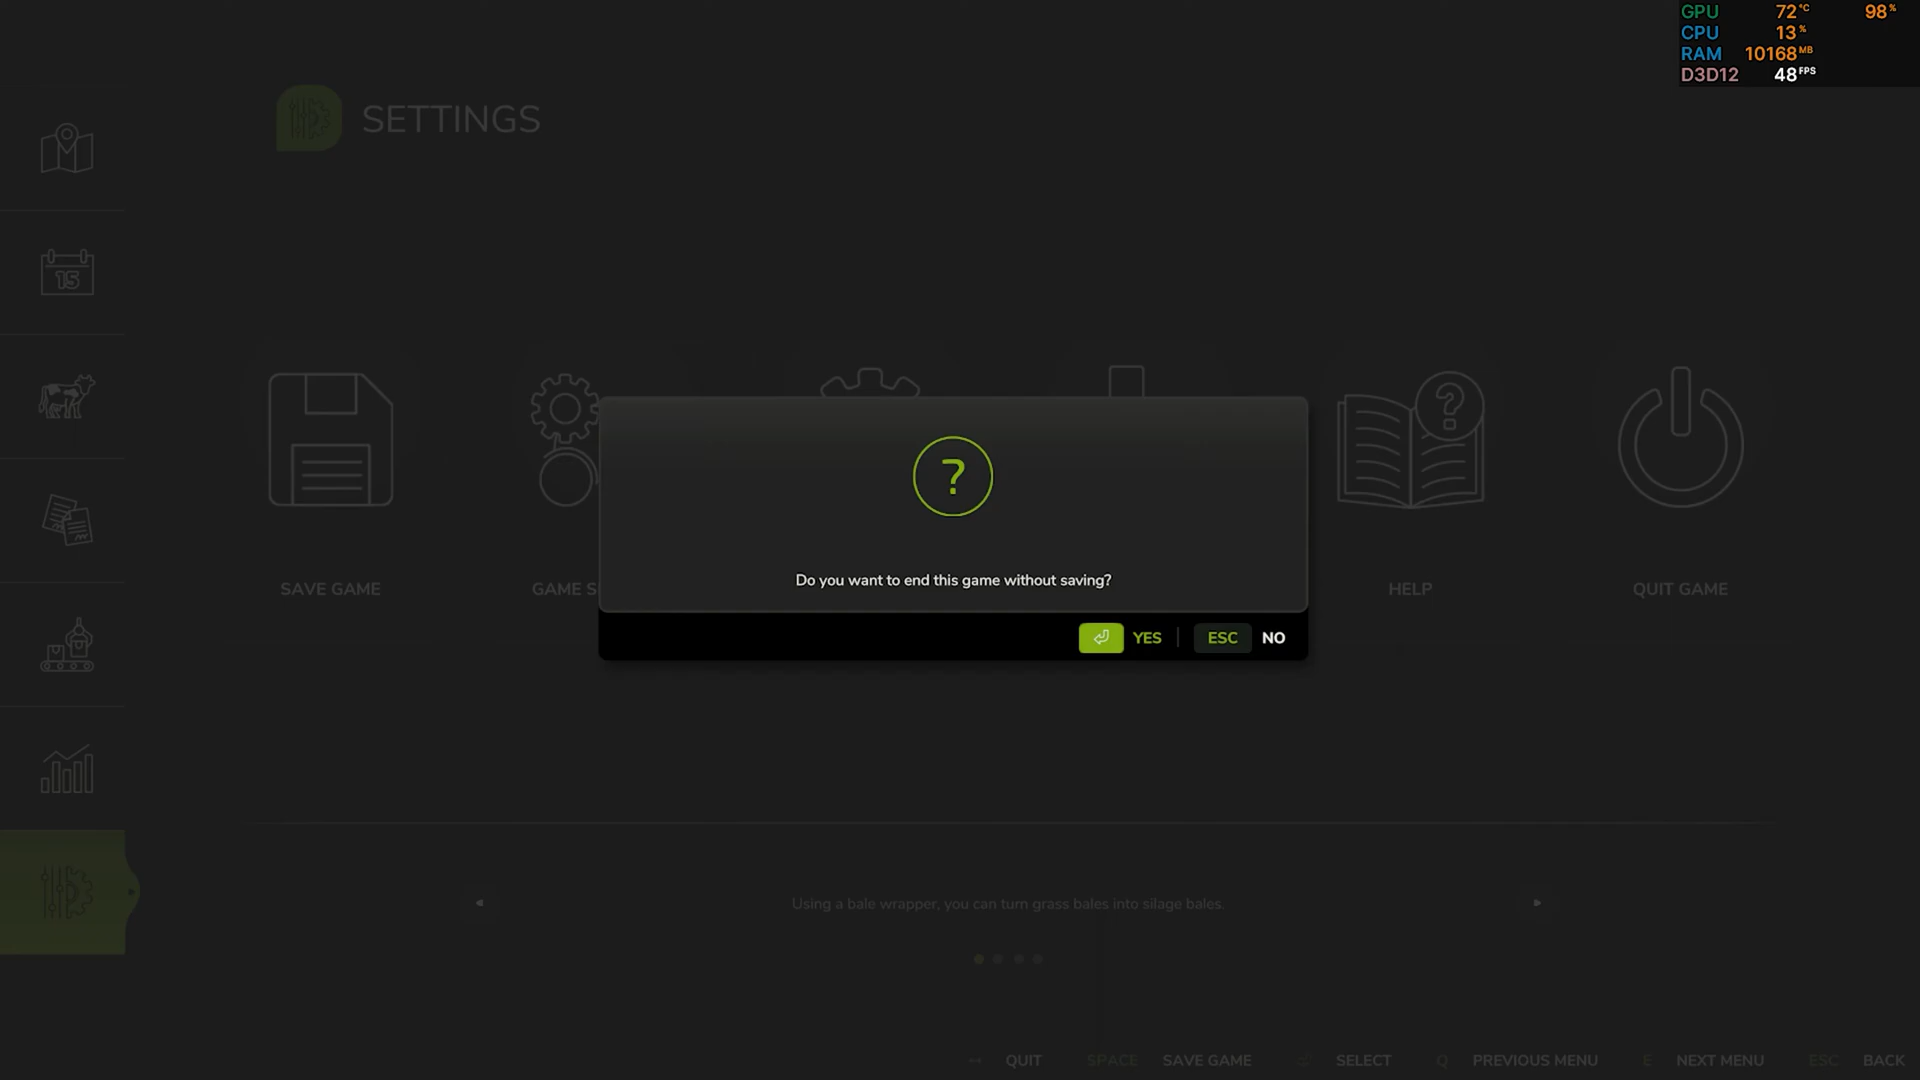 GPU 72°C 98%
CPU 13%
RAM 10168MB
D3D12 48FPS
SETTINGS
15
SAVE GAME
GAME S
HELP
QUIT GAME
?
?
Do you want to end this game without saving?
YES
ESC NO
Using a bale wrapper, you can turn grass bales into silage bales.
QUIT SPACE SAVE GAME SELECT Q PREVIOUS MENU E NEXT MENU ESC BACK